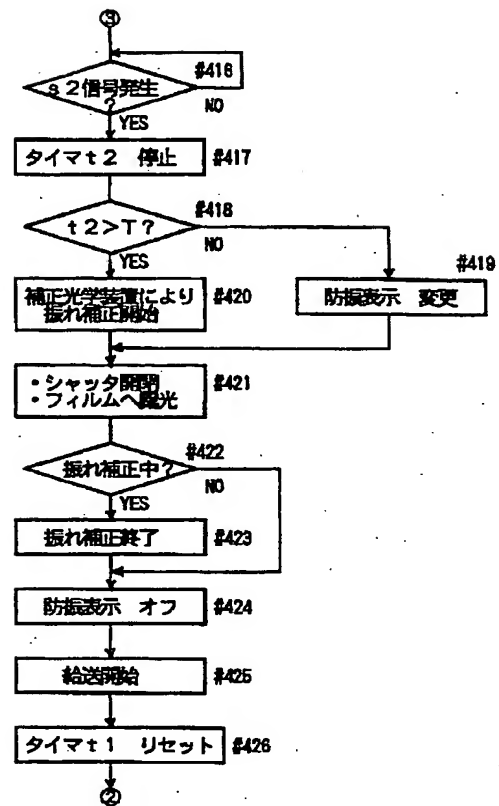 ③
#416
s2信号発生
?
NO
YES
タイマt2 停止 #417
#418
t2>T?
NO
YES
#419
補正光学装置により
振れ補正開始
#420
防振表示 変更
・シャッタ開閉
・フィルムへ露光
#421
#422
振れ補正中?
NO
YES
振れ補正終了 #423
防振表示 オフ #424
給送開始 #425
タイマt1 リセット #426
②